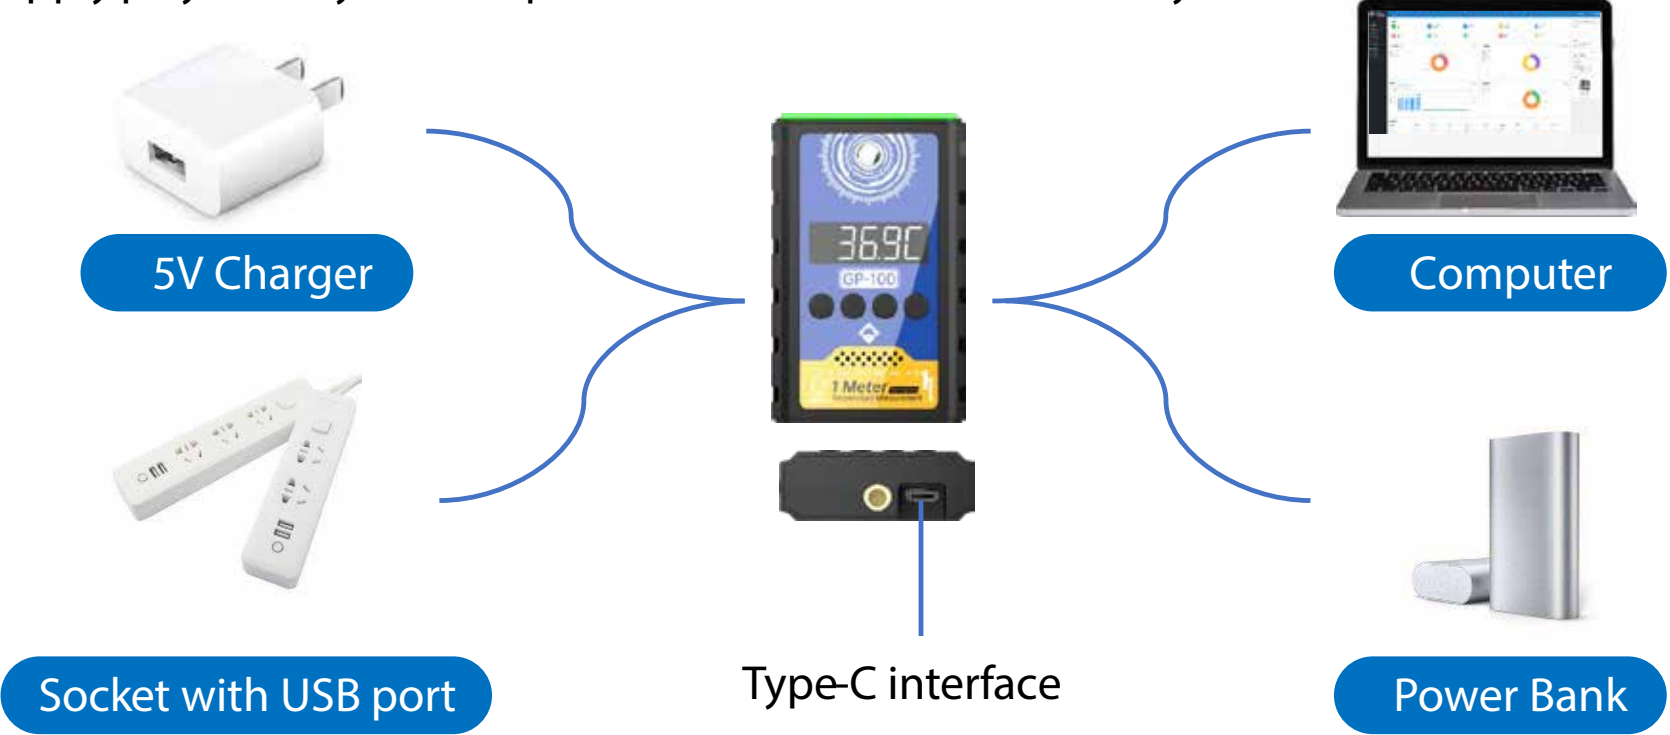 5V Charger
Computer
36.9C
GP-100
1 Meter
Socket with USB port
Type-C interface
Power Bank